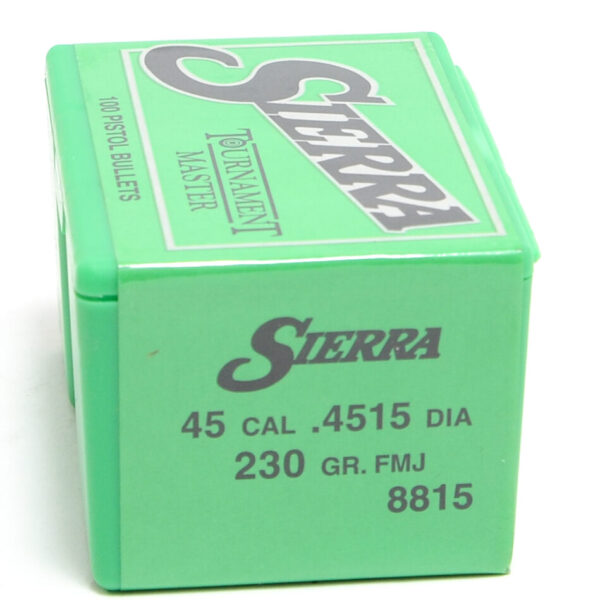 SIERRA
TOURNAMENT
MASTER
100 PISTOL BULLETS
SIERRA
45 CAL .4515 DIA
230 GR. FMJ
8815